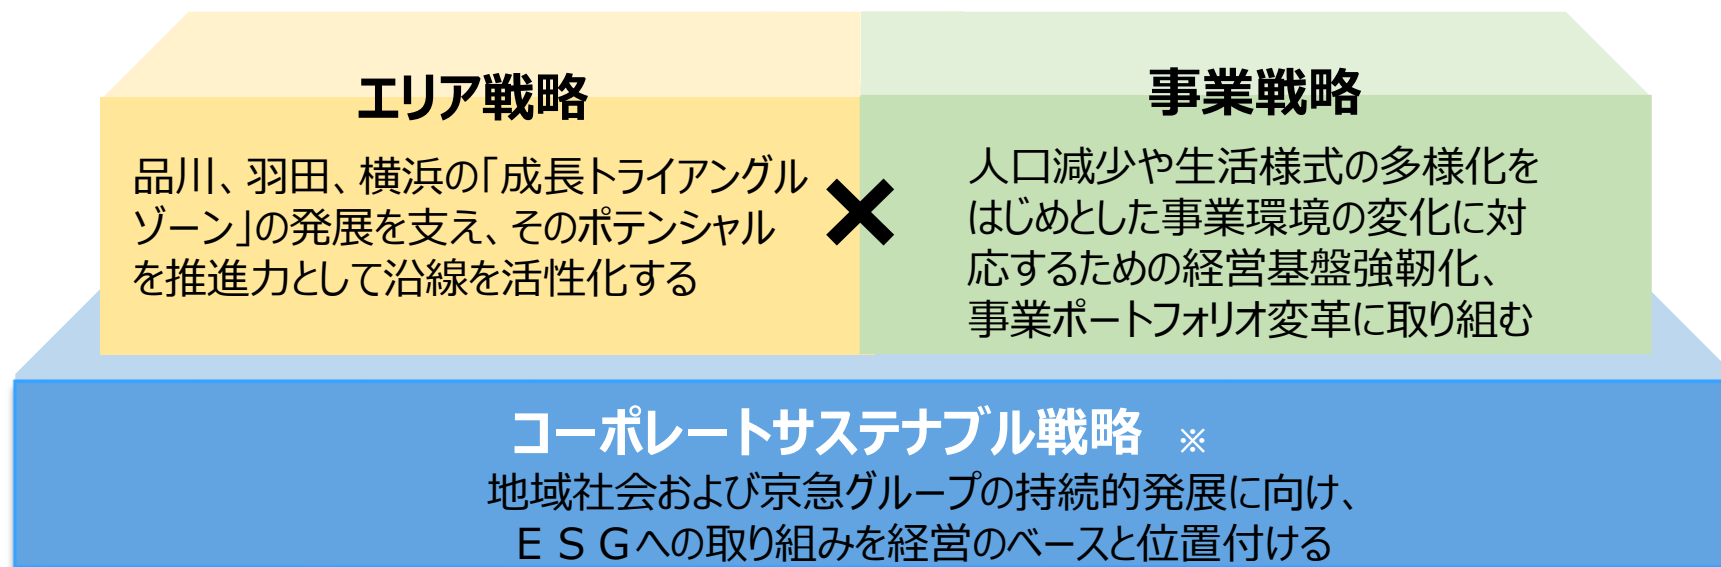 エリア戦略
品川、羽田、横浜の「成長トライアングル
ゾーン」の発展を支え、そのポテンシャル
を推進力として沿線を活性化する
×
事業戦略
人口減少や生活様式の多様化を
はじめとした事業環境の変化に対
応するための経営基盤強靭化、
事業ポートフォリオ変革に取り組む
コーポレートサステナブル戦略 ※
地域社会および京急グループの持続的発展に向け、
ESGへの取り組みを経営のベースと位置付ける